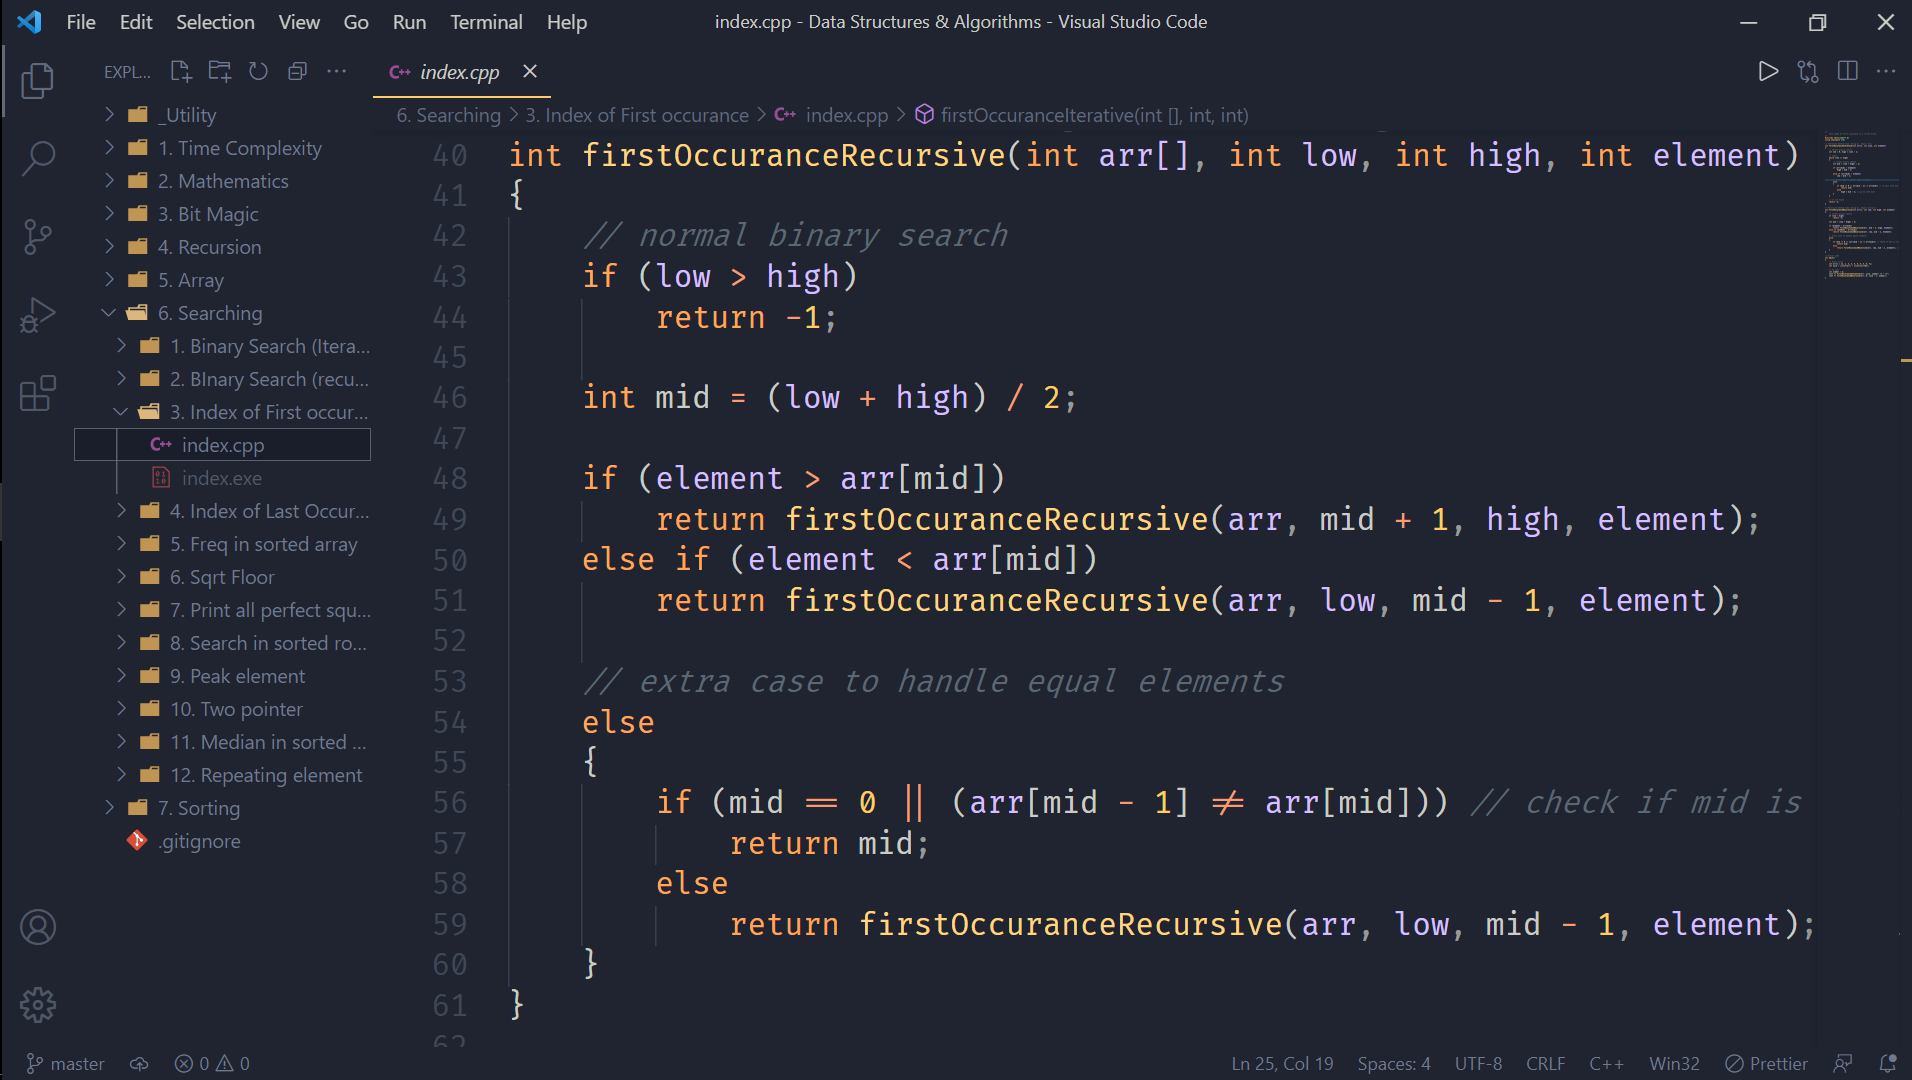 File Edit Selection View Go Run Terminal Help
index.cpp - Data Structures & Algorithms - Visual Studio Code
EXPL...
_Utility
1. Time Complexity
2. Mathematics
3. Bit Magic
4. Recursion
5. Array
6. Searching
1. Binary Search (Itera...
2. BInary Search (recu...
3. Index of First occur...
C++ index.cpp
index.exe
4. Index of Last Occur...
5. Freq in sorted array
6. Sqrt Floor
7. Print all perfect squ...
8. Search in sorted ro...
9. Peak element
10. Two pointer
11. Median in sorted ...
12. Repeating element
7. Sorting
.gitignore
C++ index.cpp
6. Searching > 3. Index of First occurance > C++ index.cpp > firstOccuranceIterative(int [], int, int)
40 int firstOccuranceRecursive(int arr[], int low, int high, int element)
41 {
42 // normal binary search
43 if (low > high)
44 return -1;
45
46 int mid = (low + high) / 2;
47
48 if (element > arr[mid])
49 return firstOccuranceRecursive(arr, mid + 1, high, element);
50 else if (element < arr[mid])
51 return firstOccuranceRecursive(arr, low, mid - 1, element);
52
53 // extra case to handle equal elements
54 else
55 {
56 if (mid == 0 || (arr[mid - 1] != arr[mid])) // check if mid is
57 return mid;
58 else
59 return firstOccuranceRecursive(arr, low, mid - 1, element);
60 }
61 }
62
master 0 0
Ln 25, Col 19 Spaces: 4 UTF-8 CRLF C++ Win32 Prettier